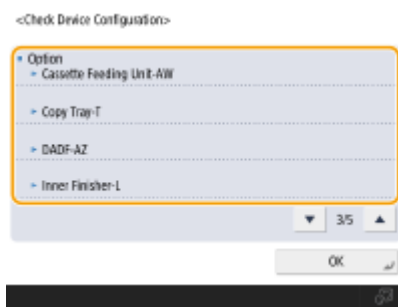 <Check Device Configuration>
Option
Cassette Feeding Unit-AW
Copy Tray-T
DADF-AZ
Inner Finisher-L
3/5
OK